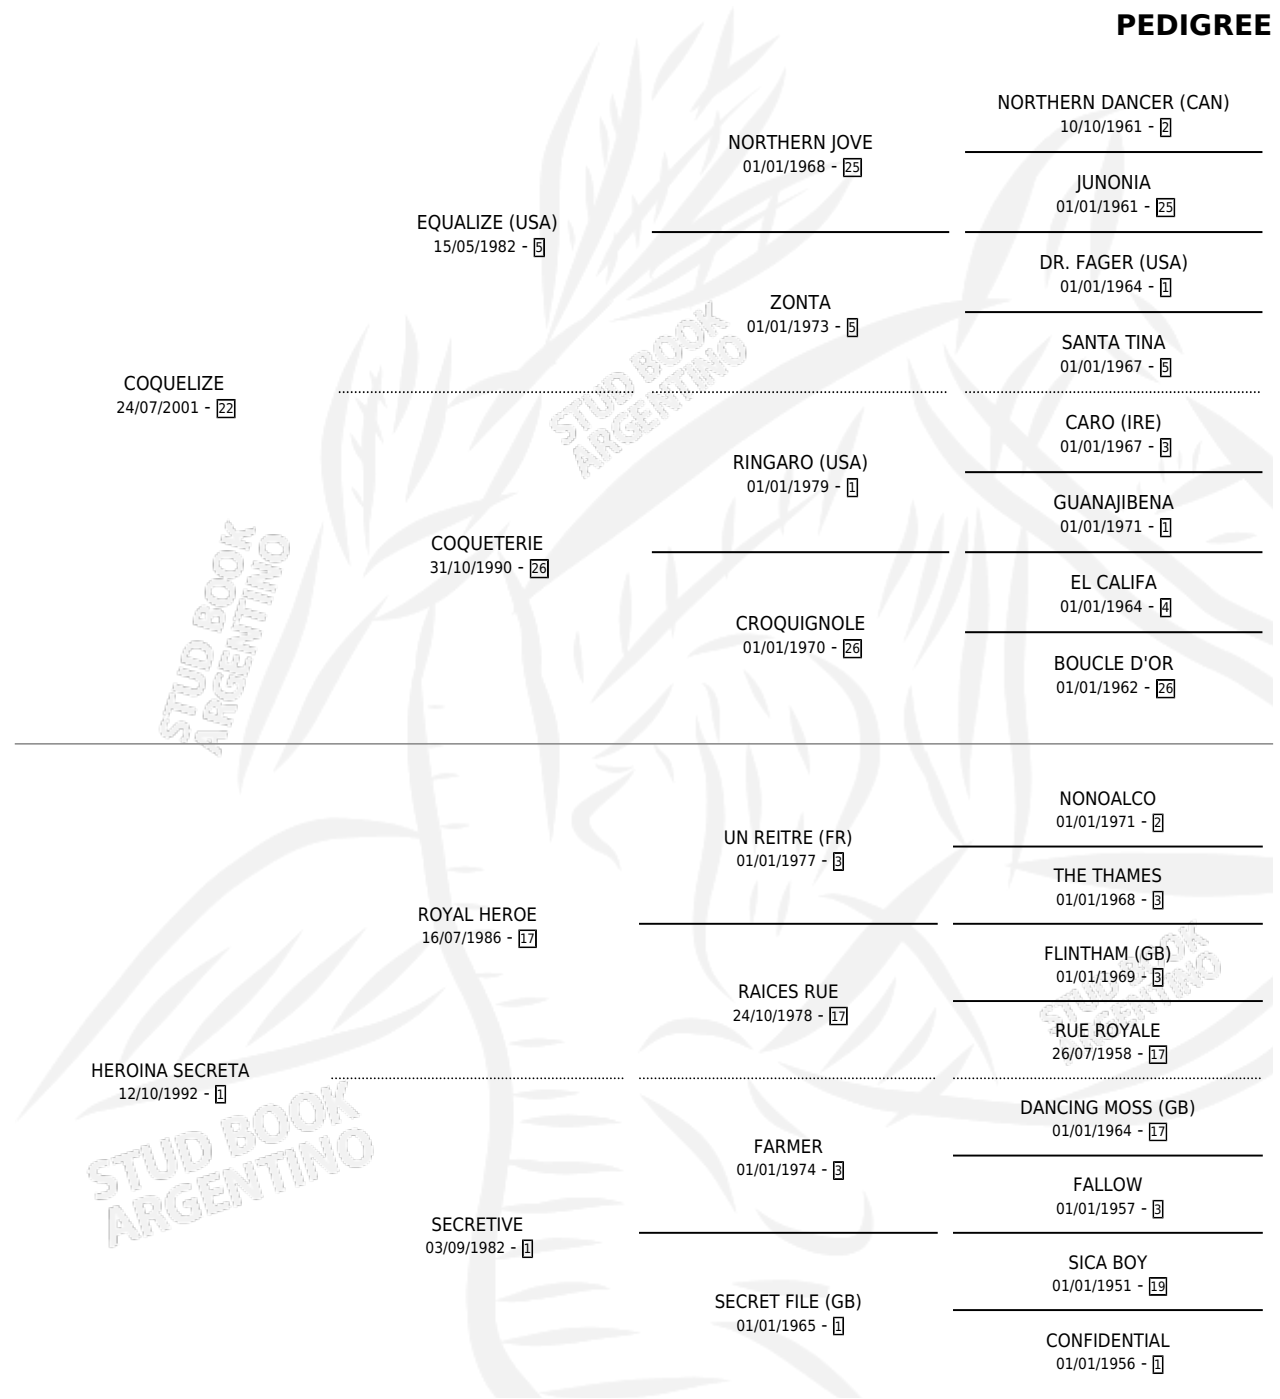 PEDIGREE
NORTHERN DANCER (CAN)
10/10/1961 - 2
NORTHERN JOVE
01/01/1968 - 25
JUNONIA
01/01/1961 - 25
EQUALIZE (USA)
15/05/1982 - 5
DR. FAGER (USA)
01/01/1964 - 1
ZONTA
01/01/1973 - 5
SANTA TINA
01/01/1967 - 5
COQUELIZE
24/07/2001 - 22
CARO (IRE)
01/01/1967 - 3
RINGARO (USA)
01/01/1979 - 1
GUANAJIBENA
01/01/1971 - 1
COQUETERIE
31/10/1990 - 26
EL CALIFA
01/01/1964 - 4
CROQUIGNOLE
01/01/1970 - 26
BOUCLE D'OR
01/01/1962 - 26
NONOALCO
01/01/1971 - 2
UN REITRE (FR)
01/01/1977 - 3
THE THAMES
01/01/1968 - 3
ROYAL HEROE
16/07/1986 - 17
FLINTHAM (GB)
01/01/1969 - 3
RAICES RUE
24/10/1978 - 17
RUE ROYALE
26/07/1958 - 17
HEROINA SECRETA
12/10/1992 - 1
DANCING MOSS (GB)
01/01/1964 - 17
FARMER
01/01/1974 - 3
FALLOW
01/01/1957 - 3
SECRETIVE
03/09/1982 - 1
SICA BOY
01/01/1951 - 19
SECRET FILE (GB)
01/01/1965 - 1
CONFIDENTIAL
01/01/1956 - 1
STUD BOOK
ARGENTINO
STUD BOOK
ARGENTINO
STUD BOOK
ARGENTINO
STUD BOOK
ARGENTINO